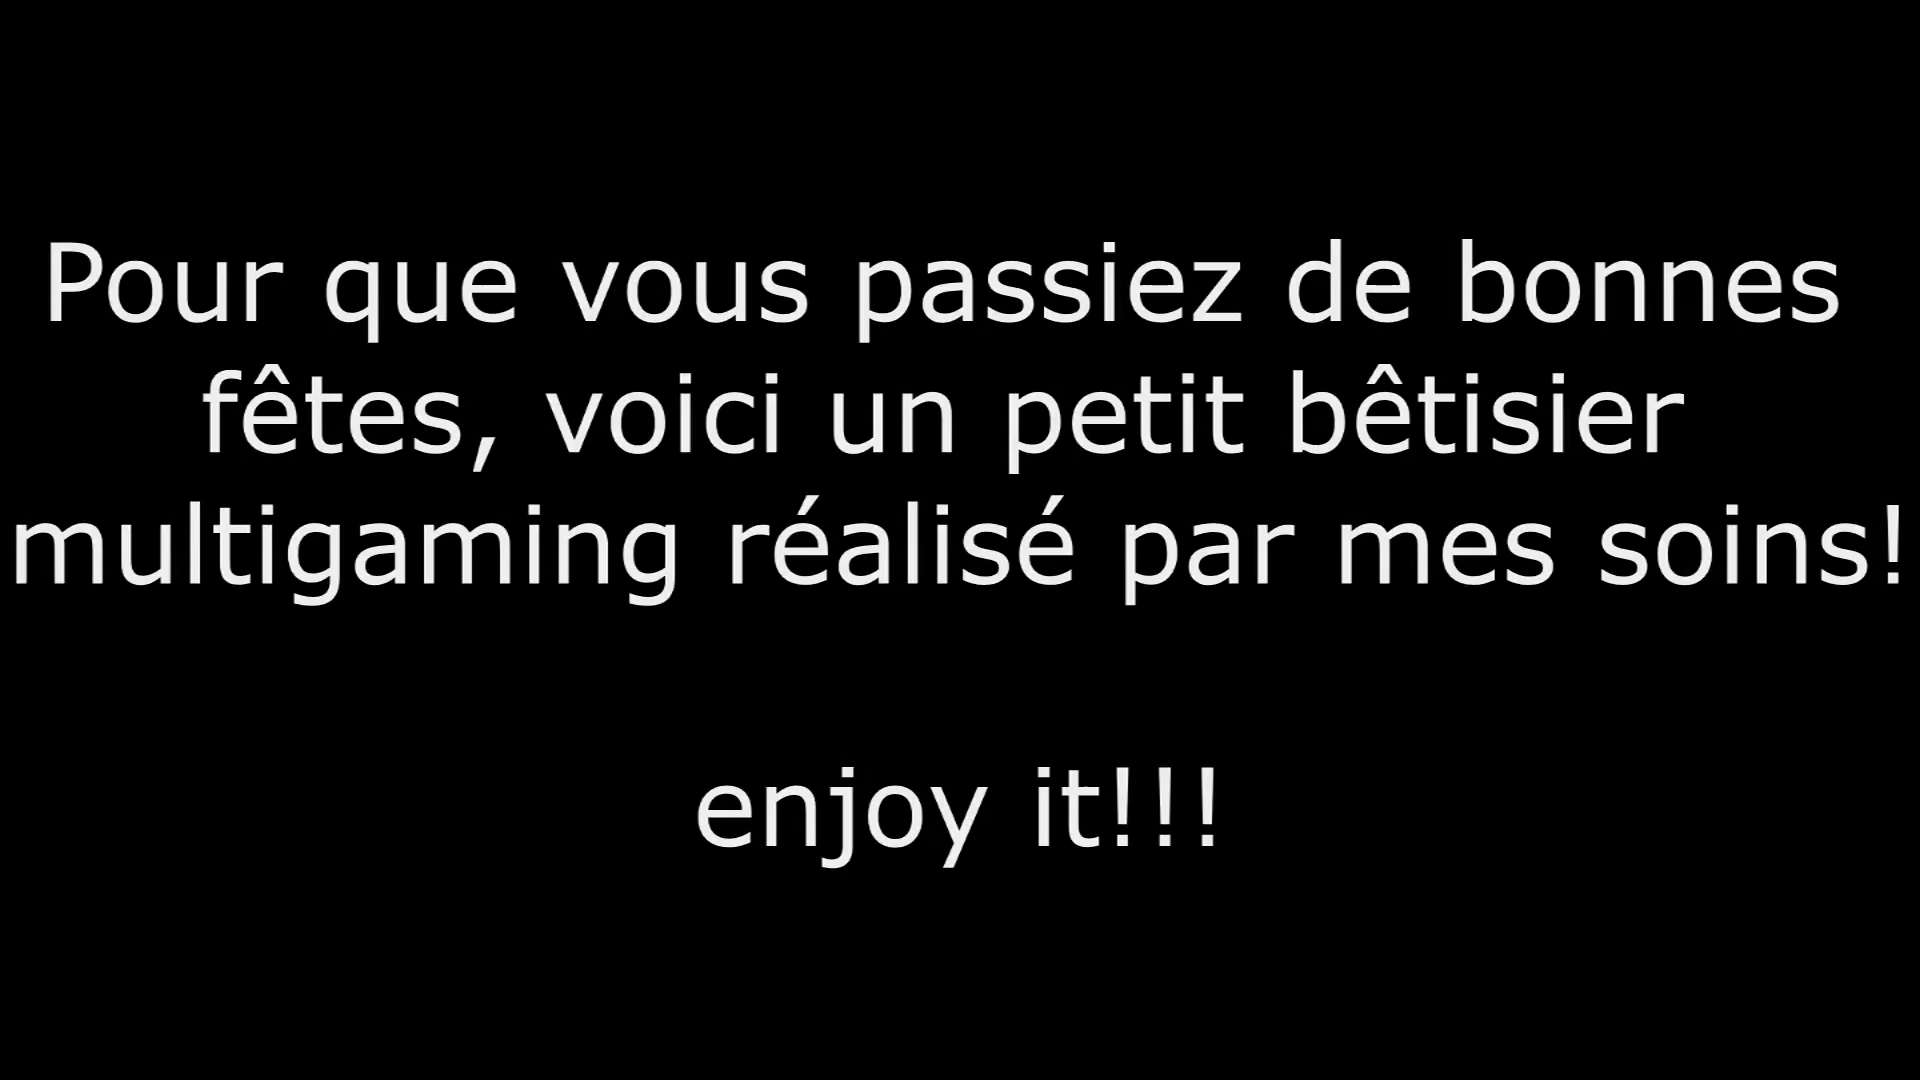 Pour que vous passiez de bonnes
fêtes, voici un petit bêtisier
multigaming réalisé par mes soins!
enjoy it!!!